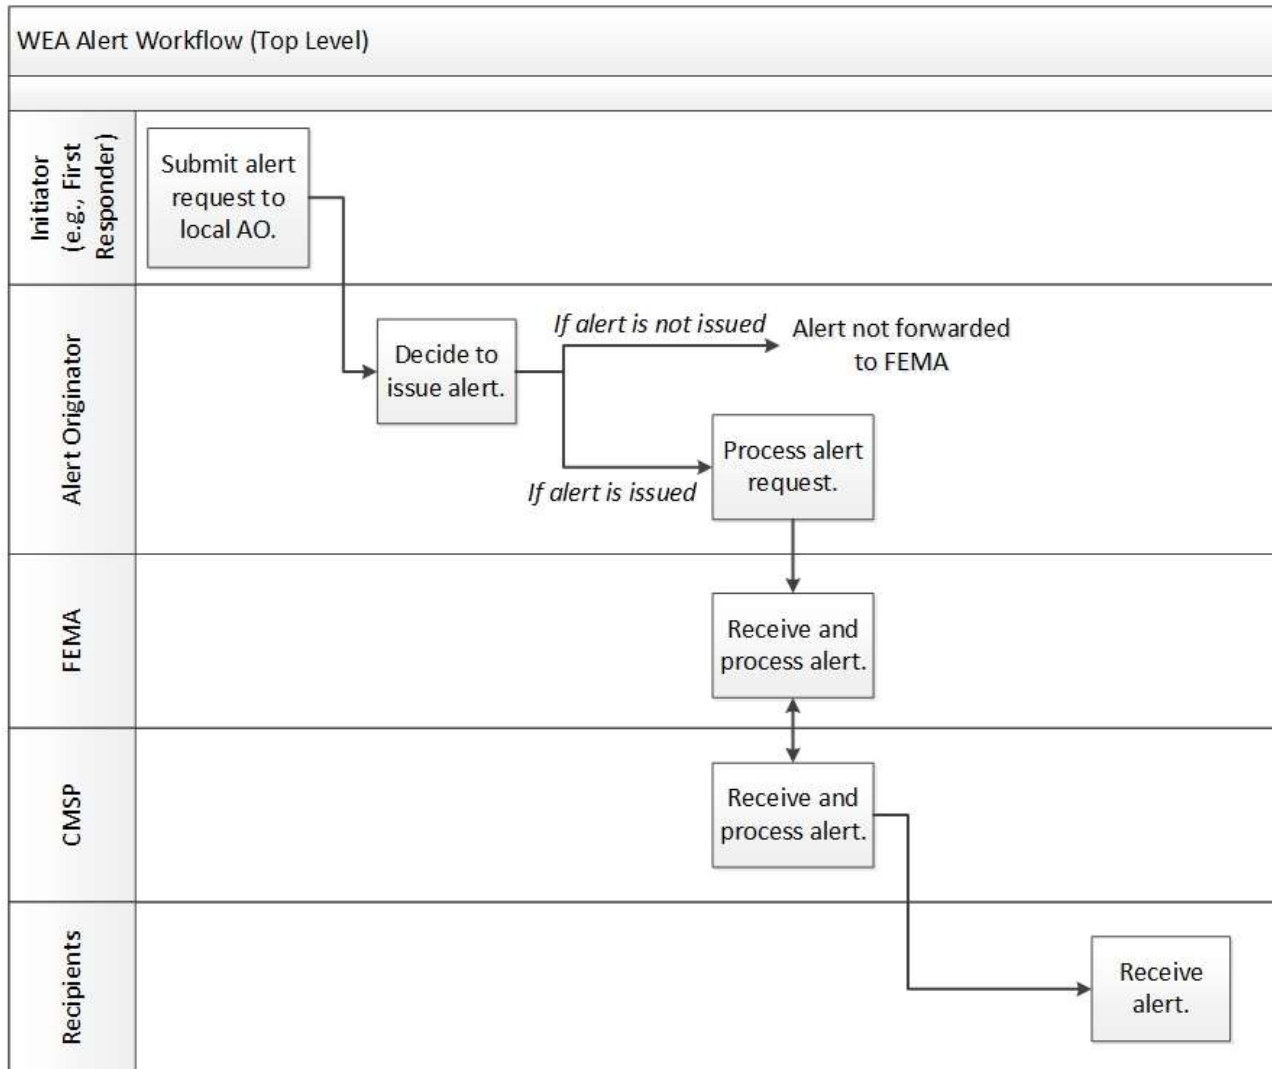 WEA Alert Workflow (Top Level)
Initiator
(e.g., First
Responder)
Submit alert
request to
local AO.
Alert Originator
Decide to
issue alert.
If alert is not issued
Alert not forwarded
to FEMA
If alert is issued
Process alert
request.
FEMA
Receive and
process alert.
CMSP
Receive and
process alert.
Recipients
Receive
alert.